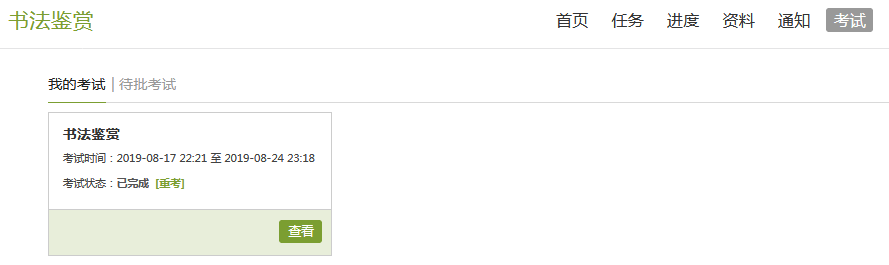 书法鉴赏
首页 任务 进度 资料 通知 考试
我的考试 | 待批考试
书法鉴赏
考试时间：2019-08-17 22:21 至 2019-08-24 23:18
考试状态：已完成 [重考]
查看